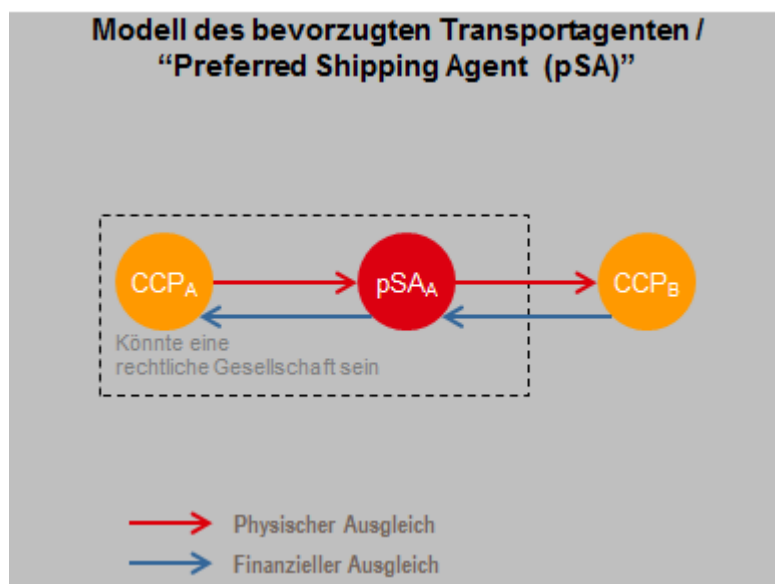 Modell des bevorzugten Transportagenten /
“Preferred Shipping Agent (pSA)”
CCPA pSAA CCPB
Könnte eine
rechtliche Gesellschaft sein
Physischer Ausgleich
Finanzieller Ausgleich